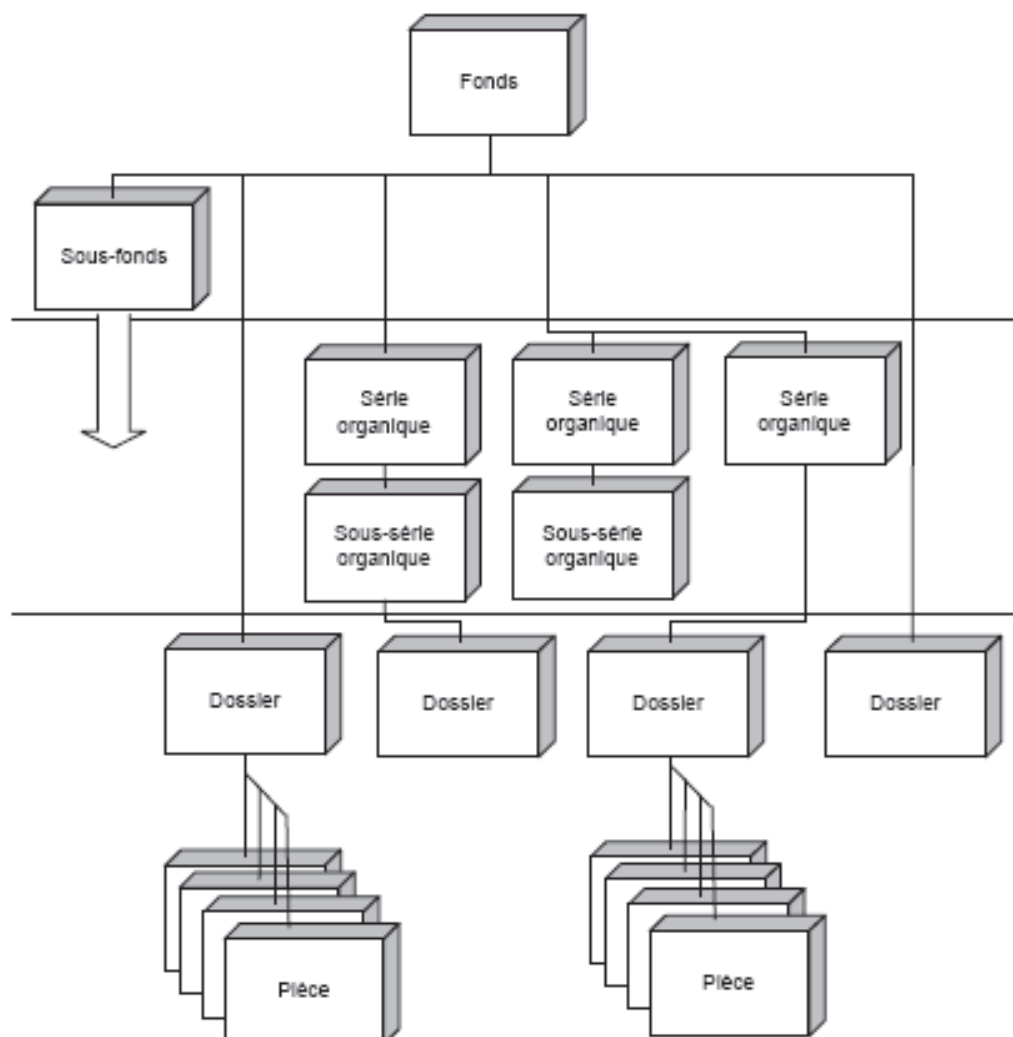 Fonds
Sous-fonds
Série
organique
Série
organique
Série
organique
Sous-série
organique
Sous-série
organique
Dossier
Dossier
Dossier
Dossier
Pièce
Pièce